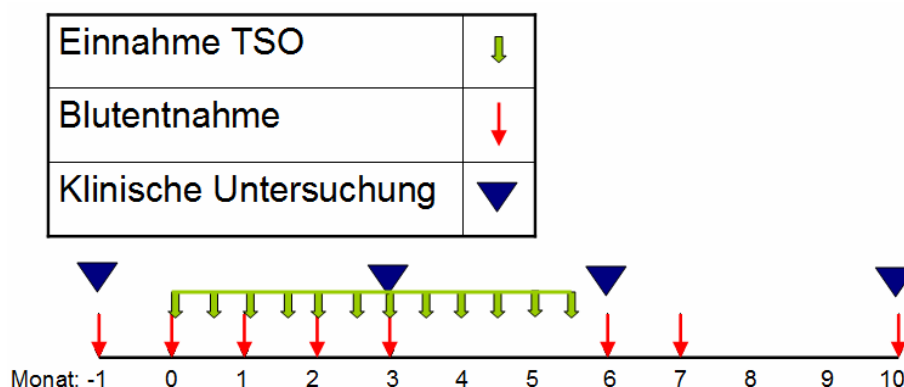 Einnahme TSO
Blutentnahme
Klinische Untersuchung
Monat: -1 0 1 2 3 4 5 6 7 8 9 10